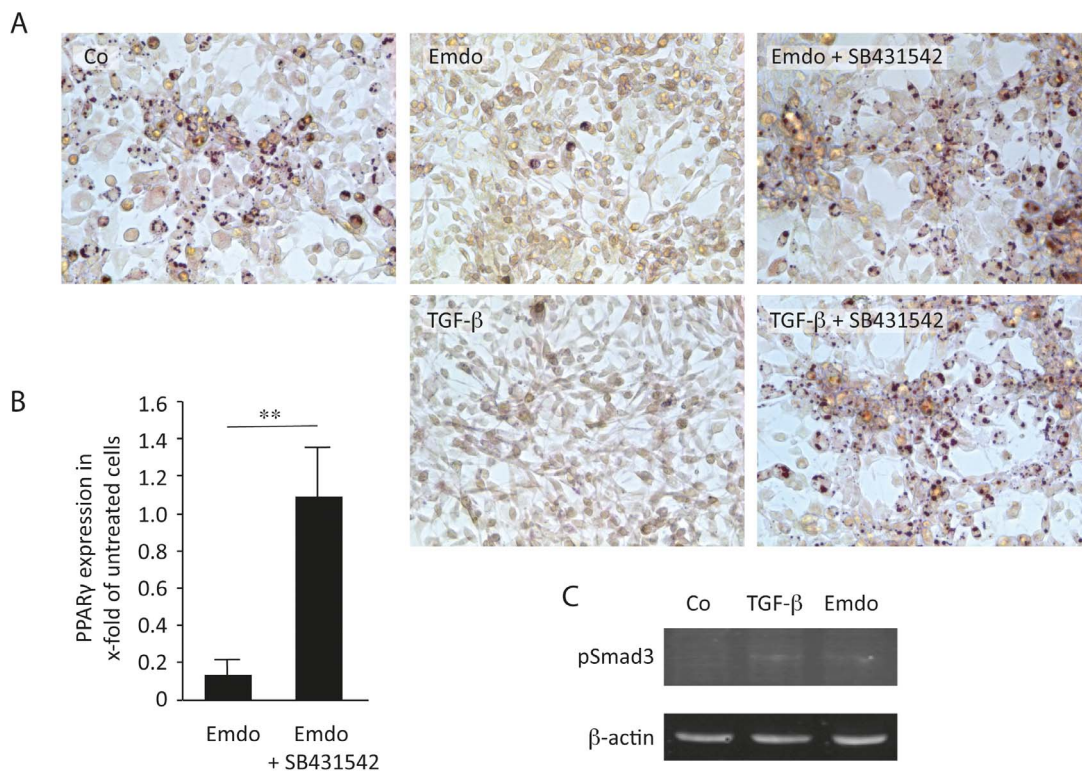 A
Co
Emdo
Emdo + SB431542
TGF-β
TGF-β + SB431542
B
PPARγ expression in
x-fold of untreated cells
1.6
1.4
1.2
1.0
0.8
0.6
0.4
0.2
0
**
Emdo
Emdo
+ SB431542
C
Co TGF-β Emdo
pSmad3
β-actin